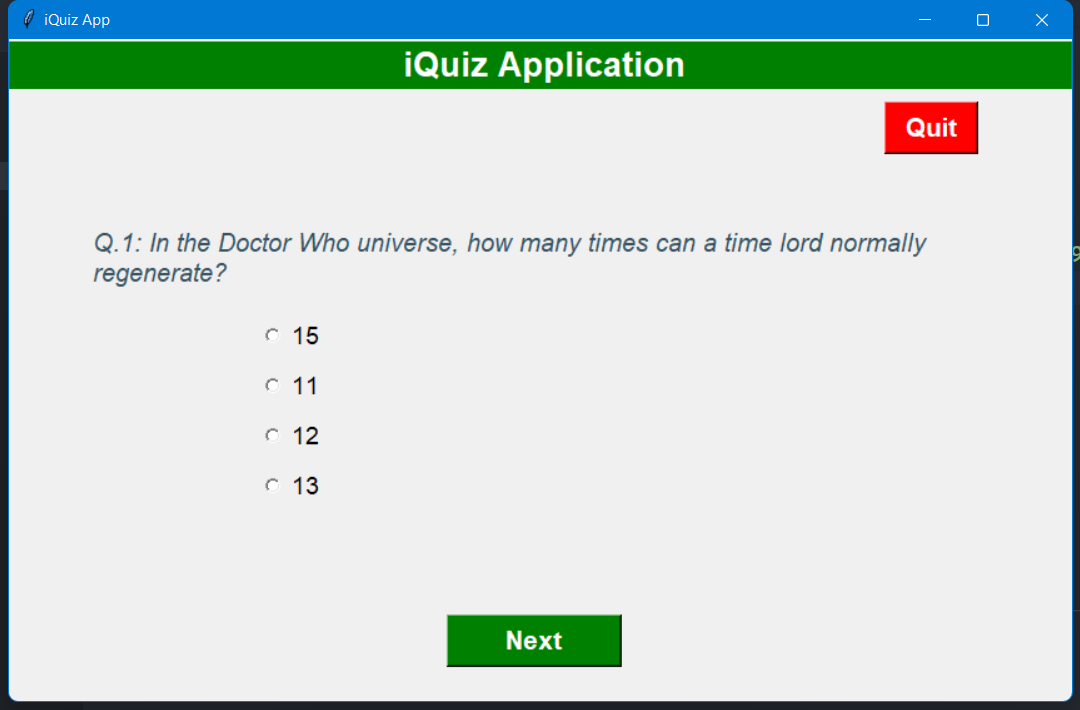 iQuiz App
iQuiz Application
Quit
Q.1: In the Doctor Who universe, how many times can a time lord normally
regenerate?
15
11
12
13
Next